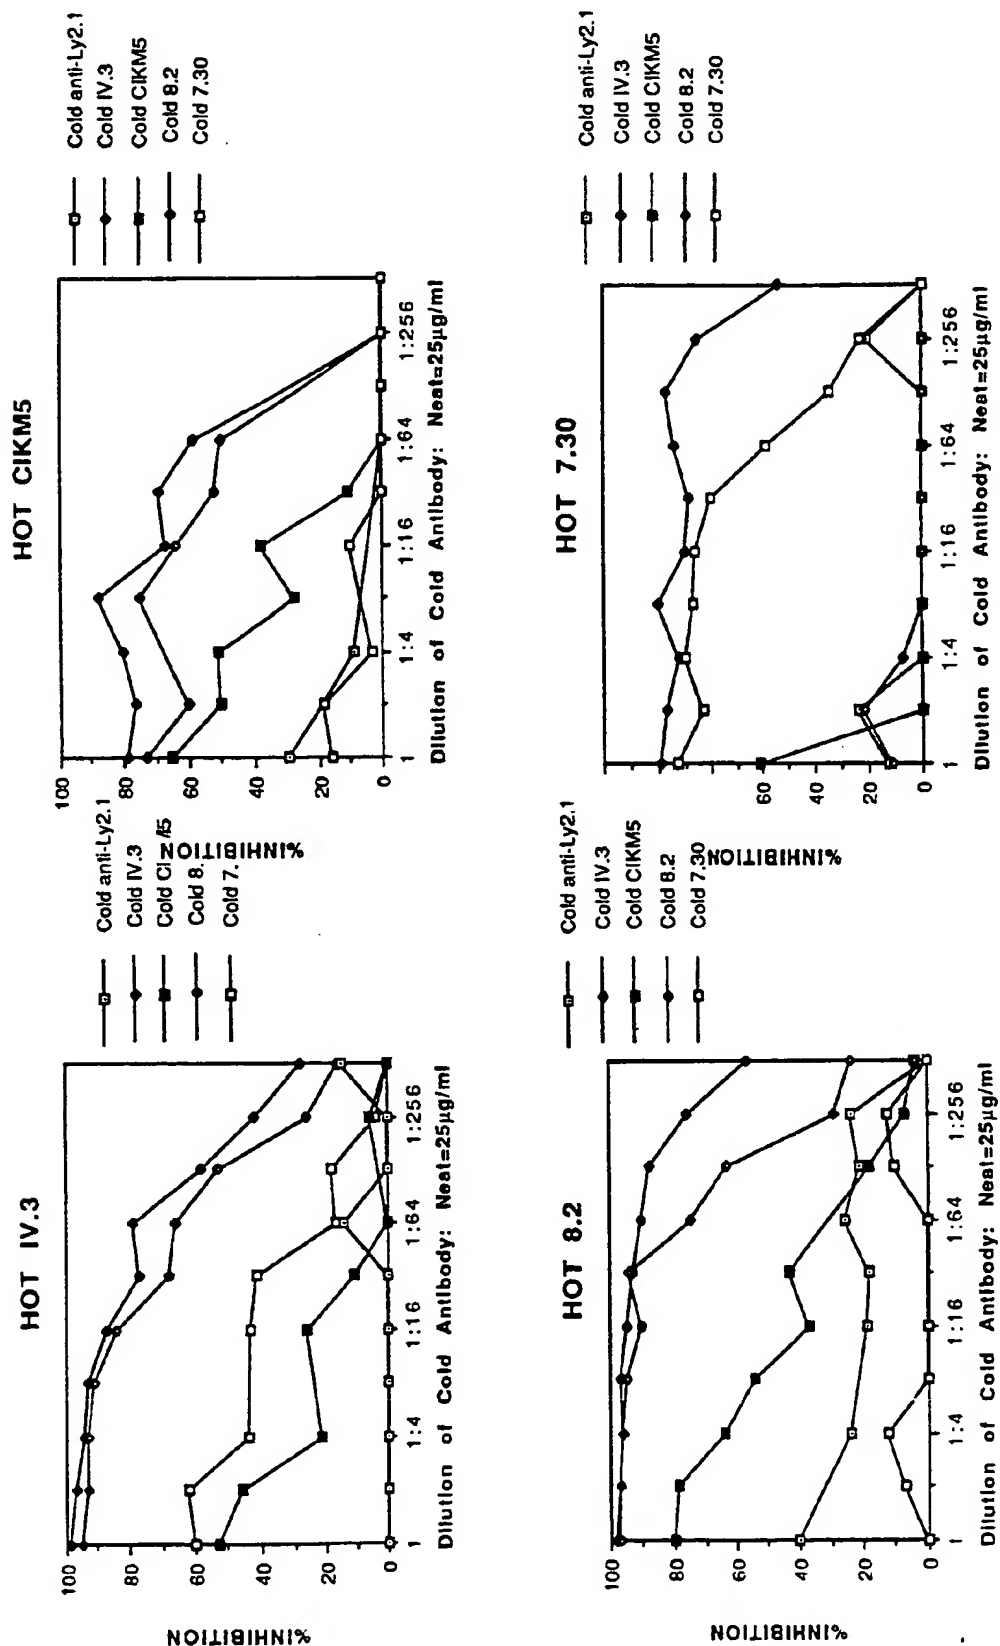 HOT IV.3
%INHIBITION
100
80
60
40
20
0
1
1:4
1:16
1:64
1:256
Dilution of Cold Antibody: Neat=25µg/ml
Cold anti-Ly2.1
Cold IV.3
Cold CIKM5
Cold 8.
Cold 7.
HOT CIKM5
%INHIBITION
100
80
60
40
20
0
1
1:4
1:16
1:64
1:256
Dilution of Cold Antibody: Neat=25µg/ml
Cold anti-Ly2.1
Cold IV.3
Cold CIKM5
Cold 8.2
Cold 7.30
HOT 8.2
%INHIBITION
100
80
60
40
20
0
1
1:4
1:16
1:64
1:256
Dilution of Cold Antibody: Neat=25µg/ml
Cold anti-Ly2.1
Cold IV.3
Cold CIKM5
Cold 8.2
Cold 7.30
HOT 7.30
%INHIBITION
60
40
20
0
1
1:4
1:16
1:64
1:256
Dilution of Cold Antibody: Neat=25µg/ml
Cold anti-Ly2.1
Cold IV.3
Cold CIKM5
Cold 8.2
Cold 7.30